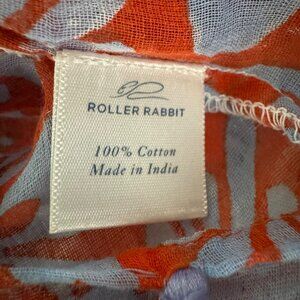 ROLLER RABBIT
100% Cotton
Made in India